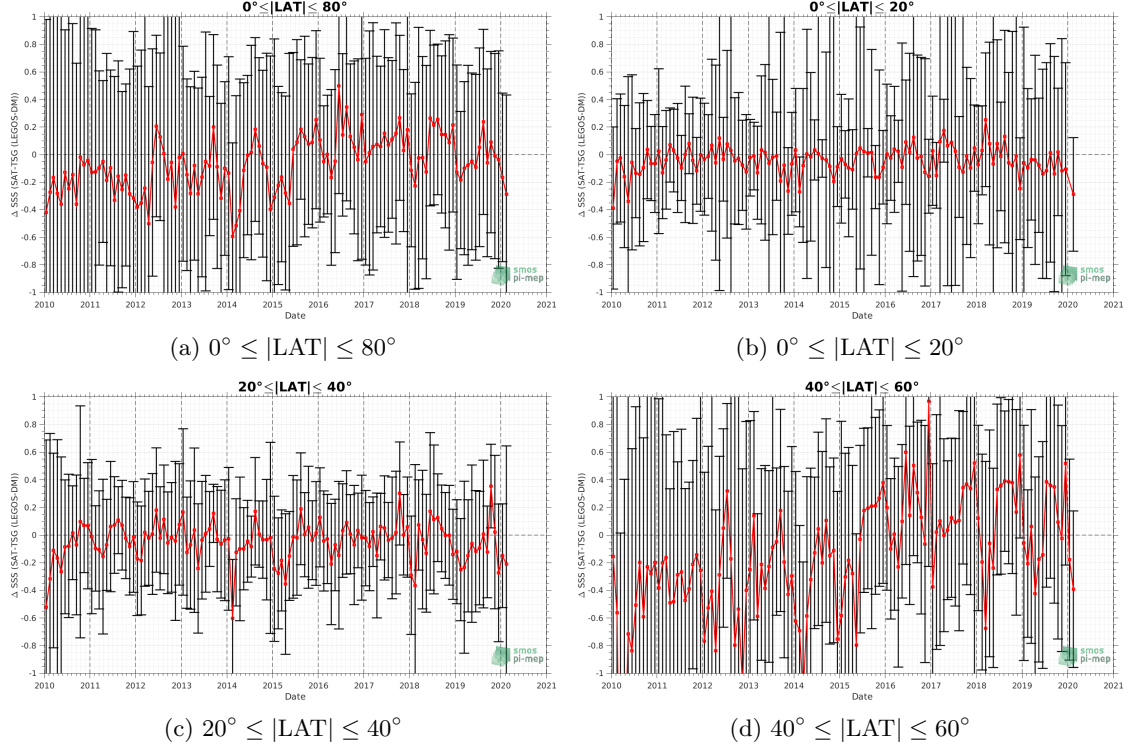 0°≤|LAT|≤ 80°
Δ SSS (SAT-TSG (LEGOS-DM))
1
0.8
0.6
0.4
0.2
0
-0.2
-0.4
-0.6
-0.8
-1
2010 2011 2012 2013 2014 2015 2016 2017 2018 2019 2020 2021
Date
smos
pi-mep
(a) 0° ≤ |LAT| ≤ 80°
0°≤|LAT|≤ 20°
Δ SSS (SAT-TSG (LEGOS-DM))
1
0.8
0.6
0.4
0.2
0
-0.2
-0.4
-0.6
-0.8
-1
2010 2011 2012 2013 2014 2015 2016 2017 2018 2019 2020 2021
Date
smos
pi-mep
(b) 0° ≤ |LAT| ≤ 20°
20°≤|LAT|≤ 40°
Δ SSS (SAT-TSG (LEGOS-DM))
1
0.8
0.6
0.4
0.2
0
-0.2
-0.4
-0.6
-0.8
-1
2010 2011 2012 2013 2014 2015 2016 2017 2018 2019 2020 2021
Date
smos
pi-mep
(c) 20° ≤ |LAT| ≤ 40°
40°≤|LAT|≤ 60°
Δ SSS (SAT-TSG (LEGOS-DM))
1
0.8
0.6
0.4
0.2
0
-0.2
-0.4
-0.6
-0.8
-1
2010 2011 2012 2013 2014 2015 2016 2017 2018 2019 2020 2021
Date
smos
pi-mep
(d) 40° ≤ |LAT| ≤ 60°